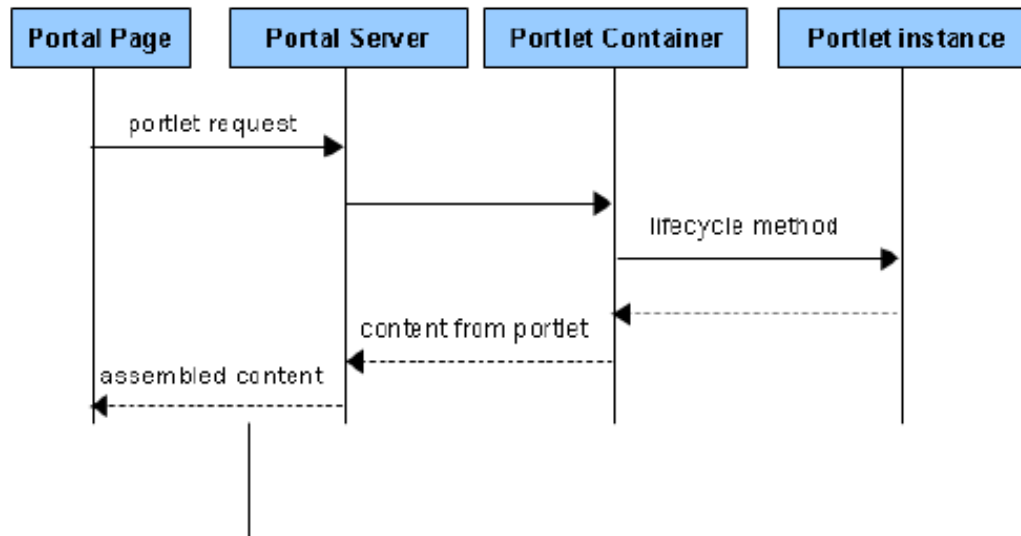 Portal Page
Portal Server
Portlet Container
Portlet instance
portlet request
lifecycle method
content from portlet
assembled content